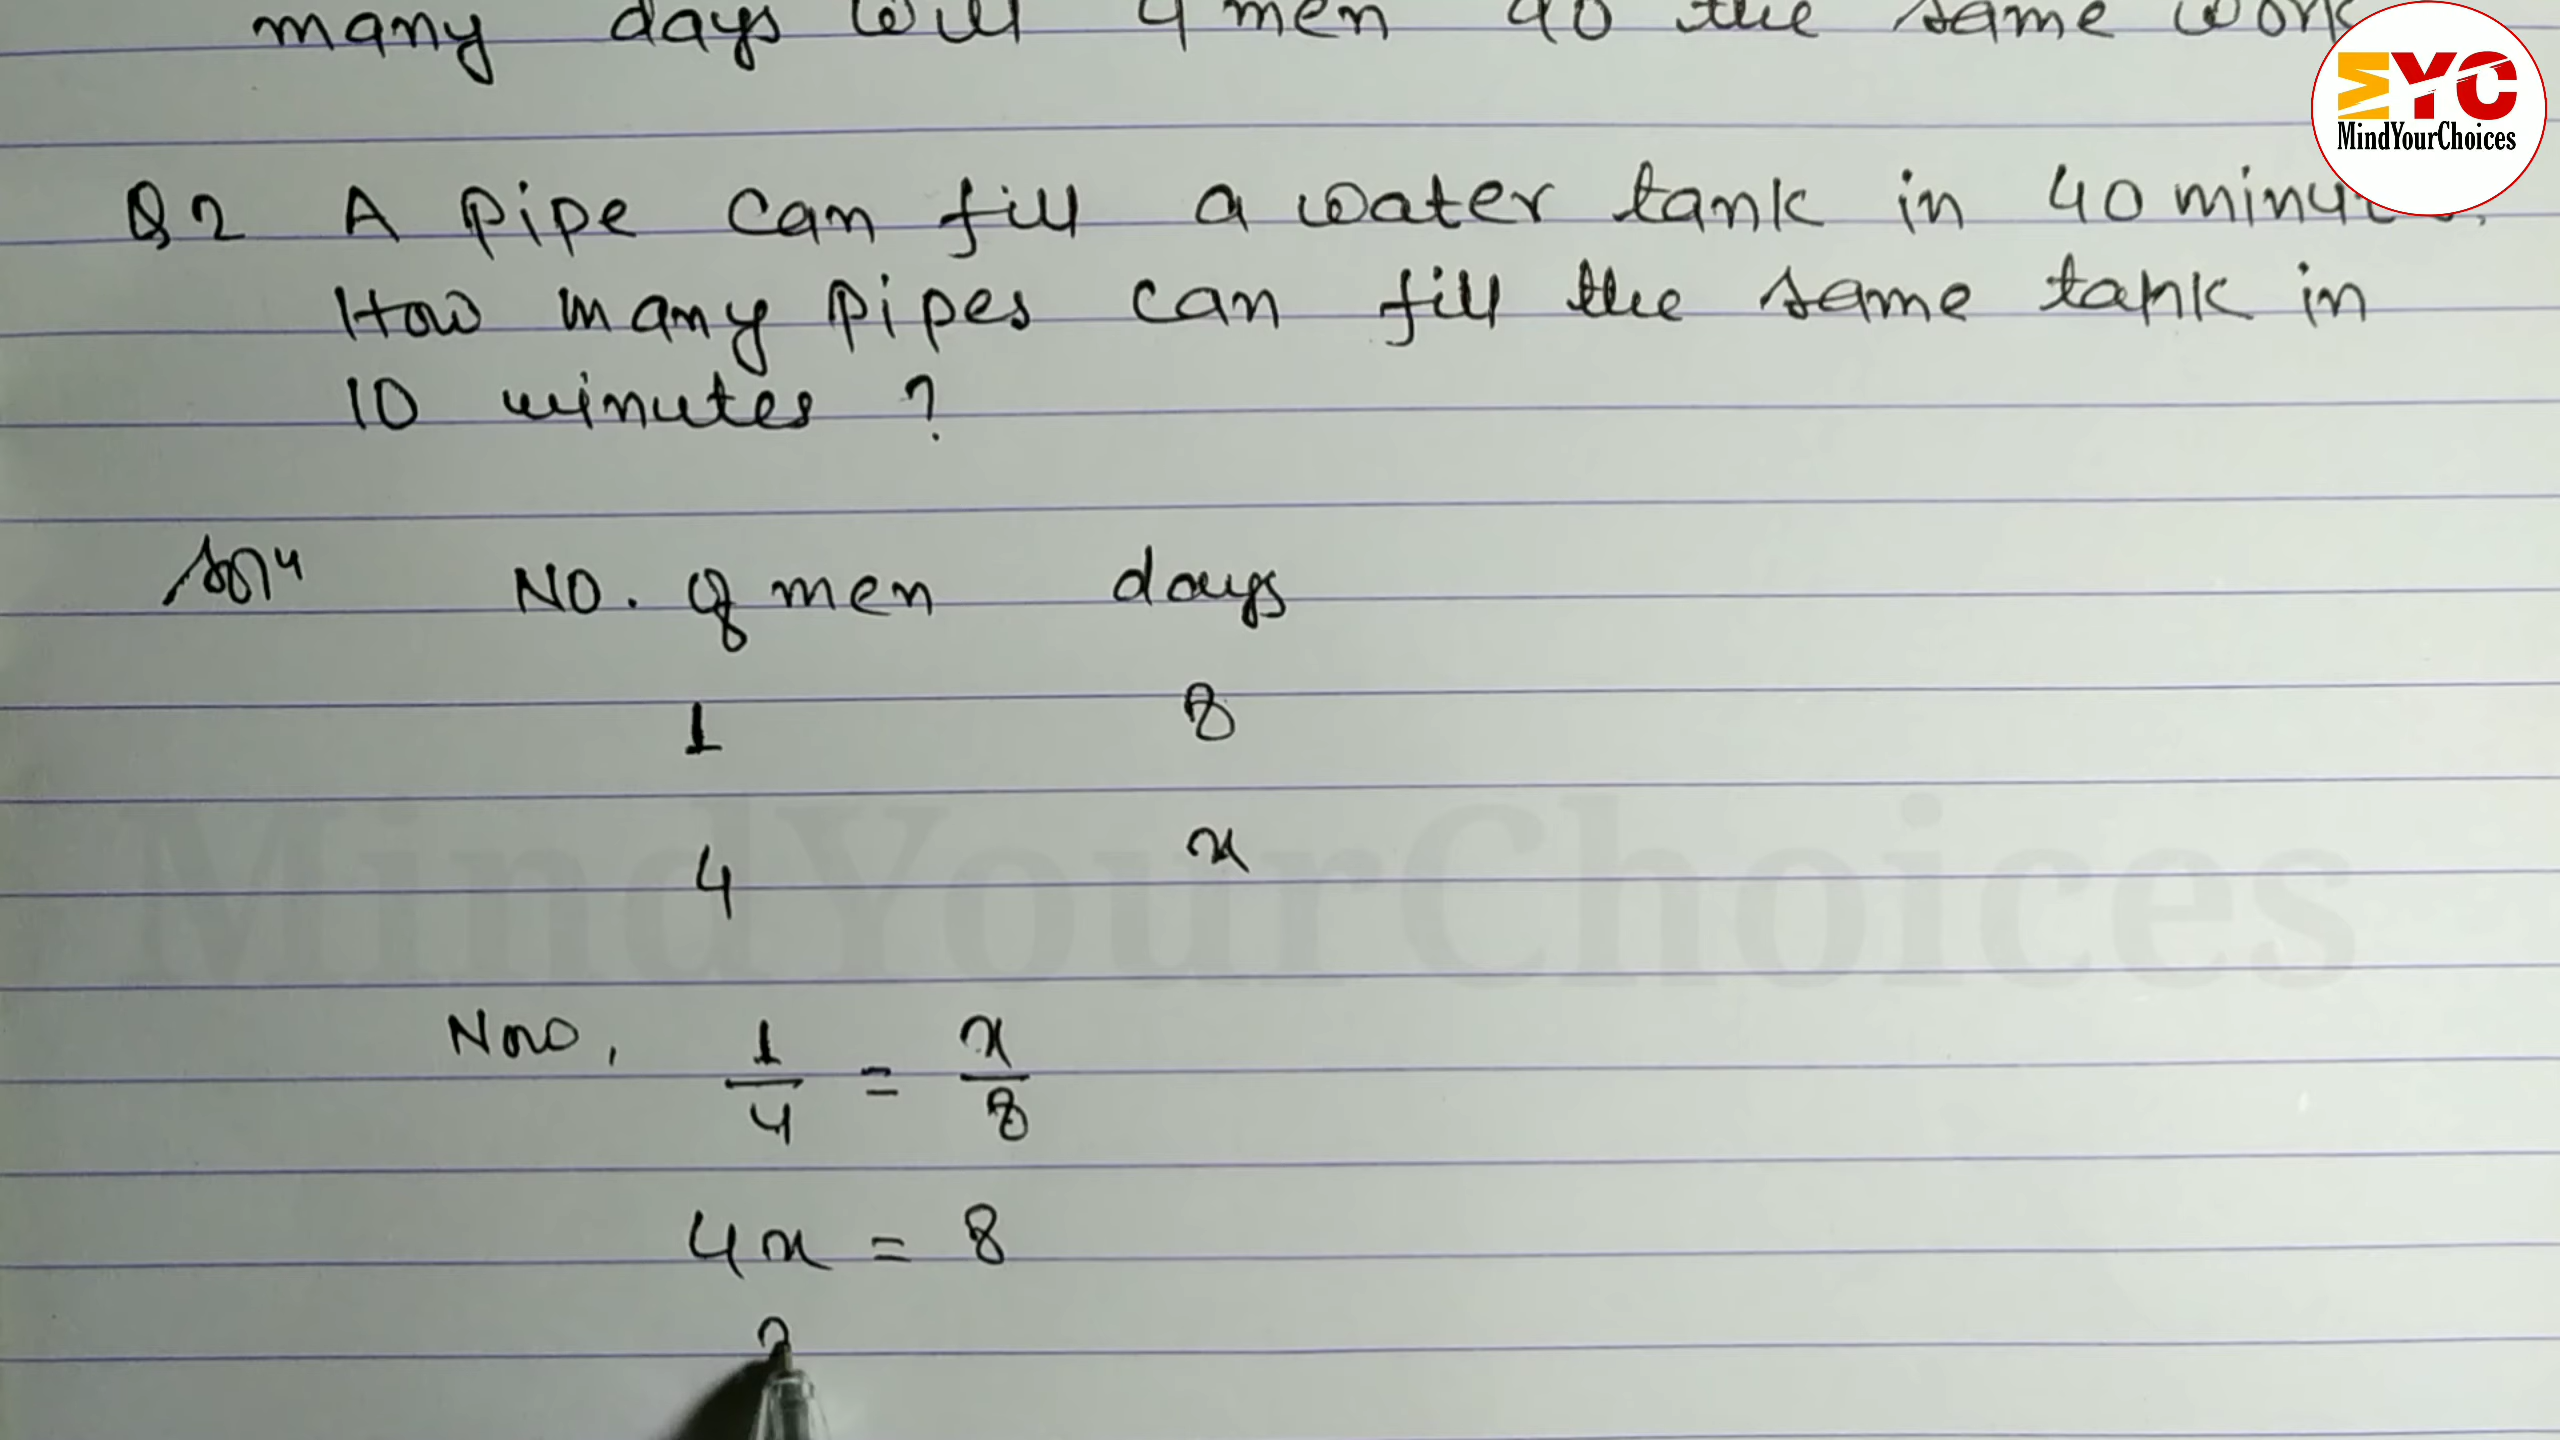 many days will 4 men do the same work
MYC
MindYourChoices
Q2 A pipe can fill a water tank in 40
How many pipes can fill the same tank in
10 minutes ?
Solⁿ No. of men days
1 8
4 x
MindYourChoices
Now, 1/4 = x/8
4x = 8